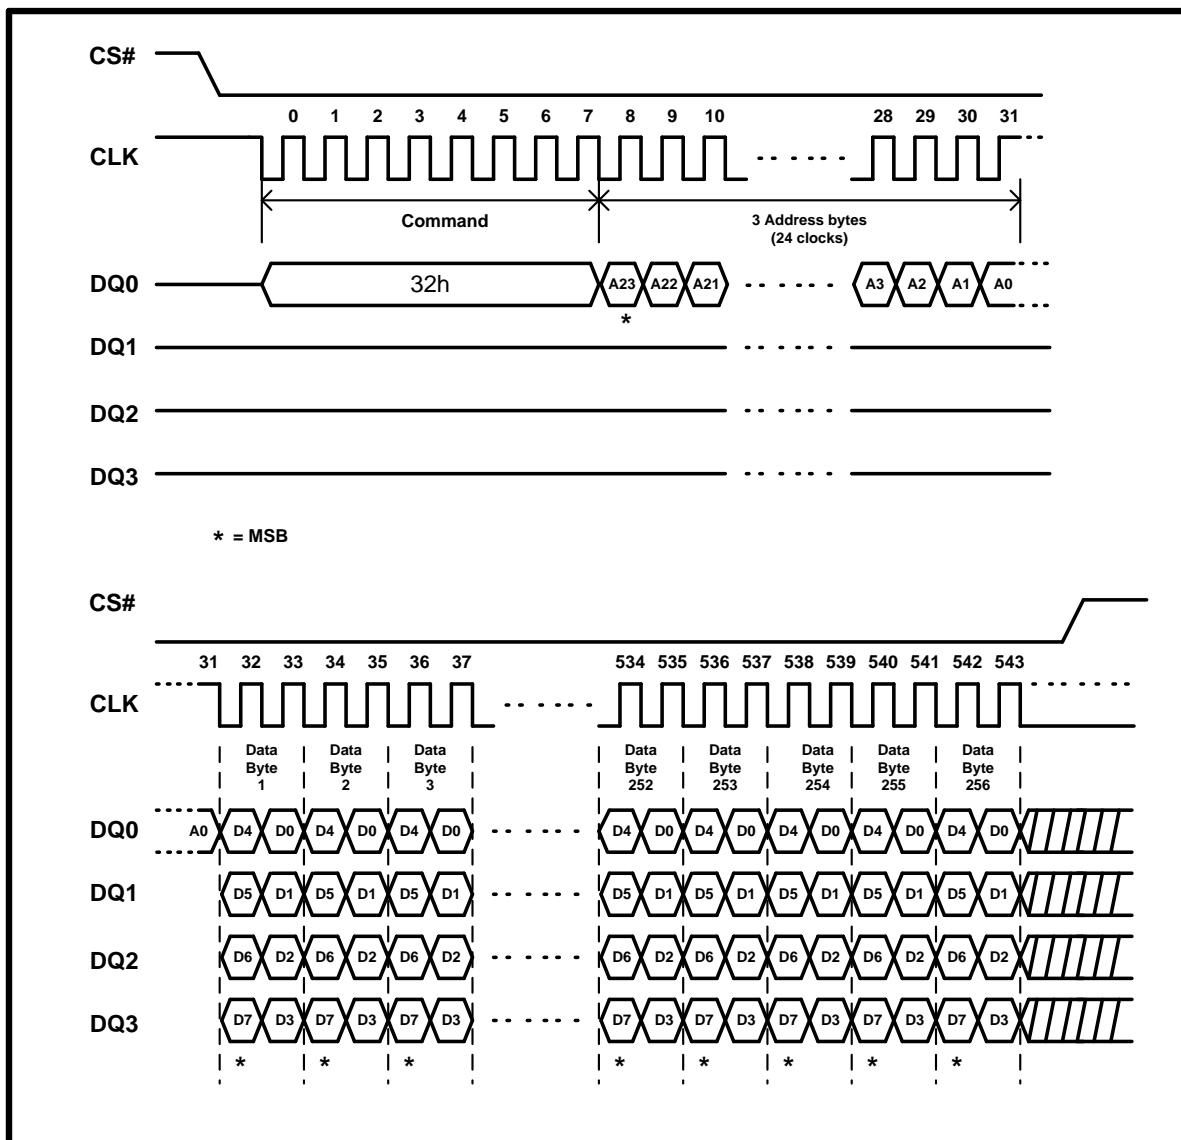 CS#
0 1 2 3 4 5 6 7 8 9 10 28 29 30 31
CLK
Command
3 Address bytes
(24 clocks)
DQ0 32h A23 A22 A21 A3 A2 A1 A0
*
DQ1
DQ2
DQ3
* = MSB
CS#
31 32 33 34 35 36 37 534 535 536 537 538 539 540 541 542 543
CLK
Data Data Data Data Data Data Data Data
Byte Byte Byte Byte Byte Byte Byte Byte
1 2 3 252 253 254 255 256
DQ0 A0 D4 D0 D4 D0 D4 D0 D4 D0 D4 D0 D4 D0 D4 D0 D4 D0
DQ1 D5 D1 D5 D1 D5 D1 D5 D1 D5 D1 D5 D1 D5 D1 D5 D1
DQ2 D6 D2 D6 D2 D6 D2 D6 D2 D6 D2 D6 D2 D6 D2 D6 D2
DQ3 D7 D3 D7 D3 D7 D3 D7 D3 D7 D3 D7 D3 D7 D3 D7 D3
* * * * * * * *